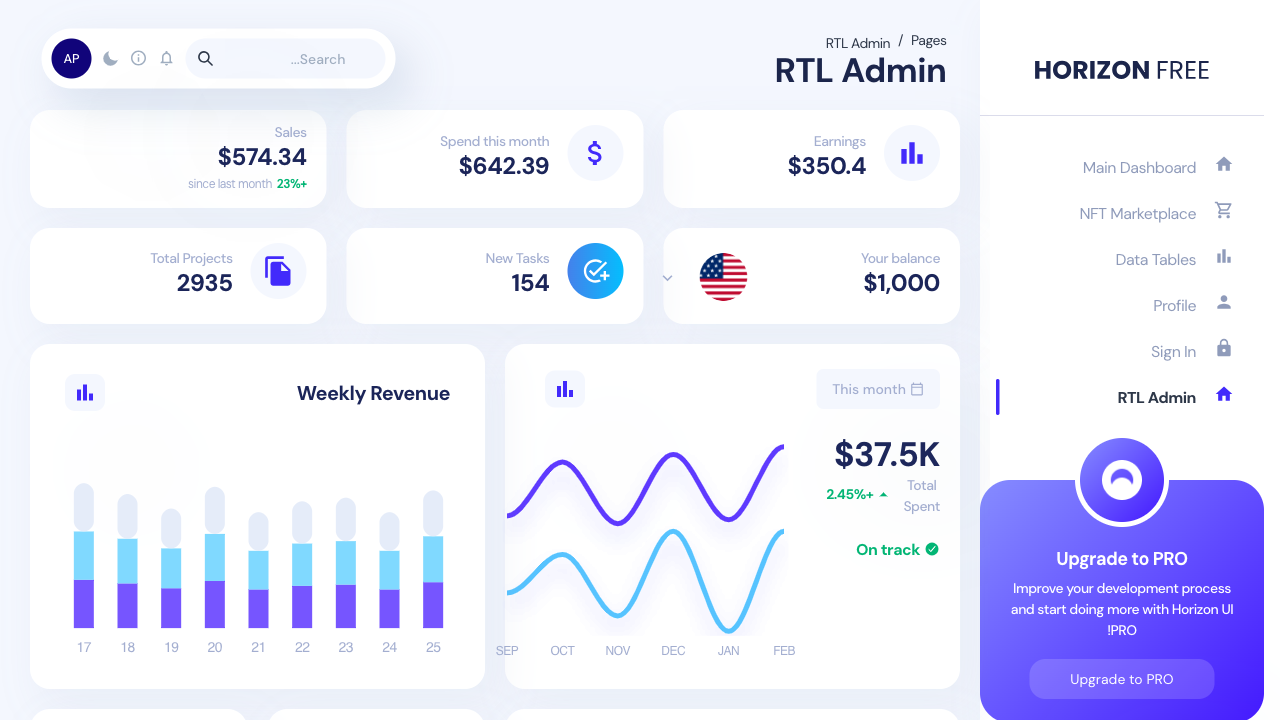 HORIZON FREE
Main Dashboard
NFT Marketplace
Data Tables
Profile
Sign In
RTL Admin
Upgrade to PRO
Improve your development process
and start doing more with Horizon UI
!PRO
Upgrade to PRO
RTL Admin / Pages
RTL Admin
...Search
AP
Earnings
$350.4
Spend this month
$642.39
Sales
$574.34
since last month 23%+
Your balance
$1,000
New Tasks
154
Total Projects
2935
This month
$37.5K
2.45%+ Total
Spent
On track
SEP OCT NOV DEC JAN FEB
Weekly Revenue
17 18 19 20 21 22 23 24 25